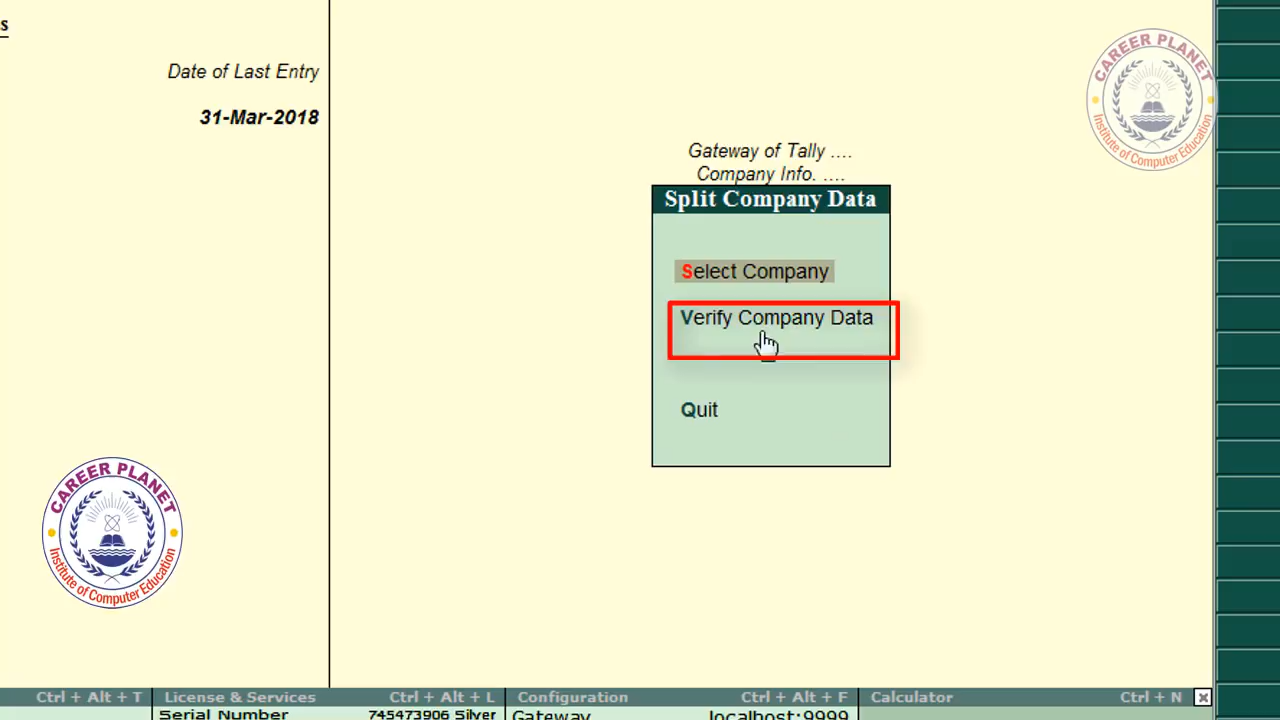 s
Date of Last Entry
31-Mar-2018
CAREER PLANET
Institute of Computer Education
Gateway of Tally ....
Company Info. ....
Split Company Data
Select Company
Verify Company Data
Quit
CAREER PLANET
Institute of Computer Education
Ctrl + Alt + T License & Services Ctrl + Alt + L Configuration Ctrl + Alt + F Calculator Ctrl + N
Serial Number 745473906 Silver Gateway localhost:9999